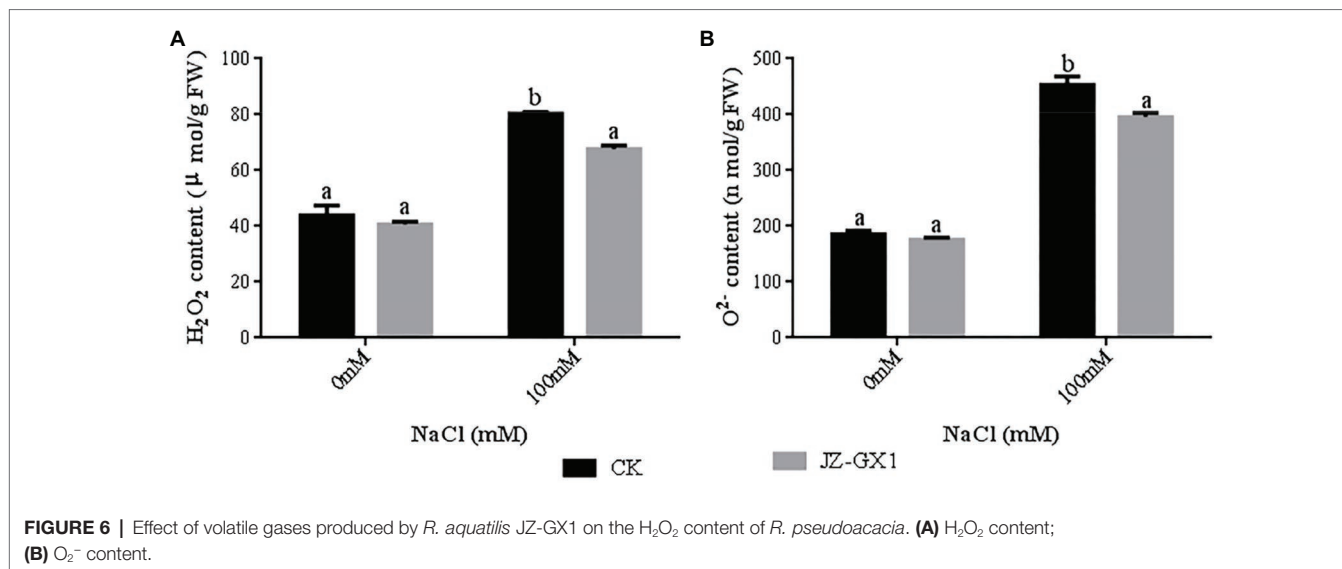 A
H₂O₂ content (μ mol/g FW)
100
80
60
40
20
0
a
a
b
a
0mM
100mM
NaCl (mM)
B
O²⁻ content (n mol/g FW)
500
400
300
200
100
0
a
a
b
a
0mM
100mM
NaCl (mM)
CK
JZ-GX1
FIGURE 6 | Effect of volatile gases produced by R. aquatilis JZ-GX1 on the H₂O₂ content of R. pseudoacacia. (A) H₂O₂ content;
(B) O₂⁻ content.